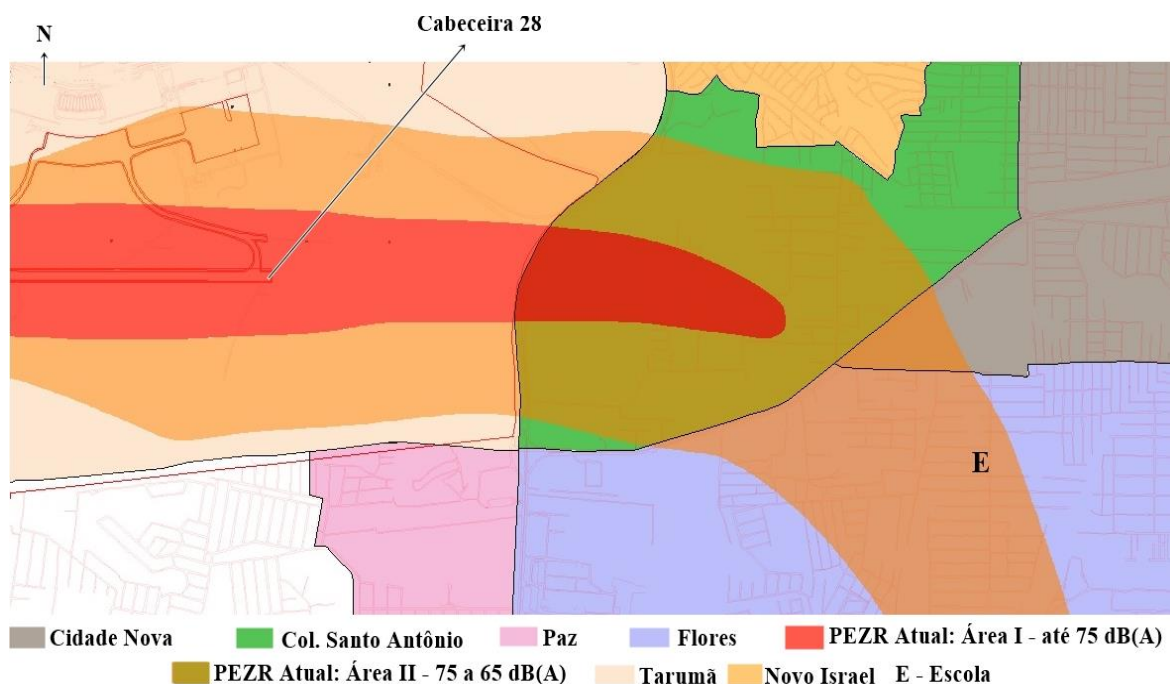 Cabeceira 28
N
E
Cidade Nova Col. Santo Antônio Paz Flores PEZR Atual: Área I - até 75 dB(A)
PEZR Atual: Área II - 75 a 65 dB(A) Tarumã Novo Israel E - Escola